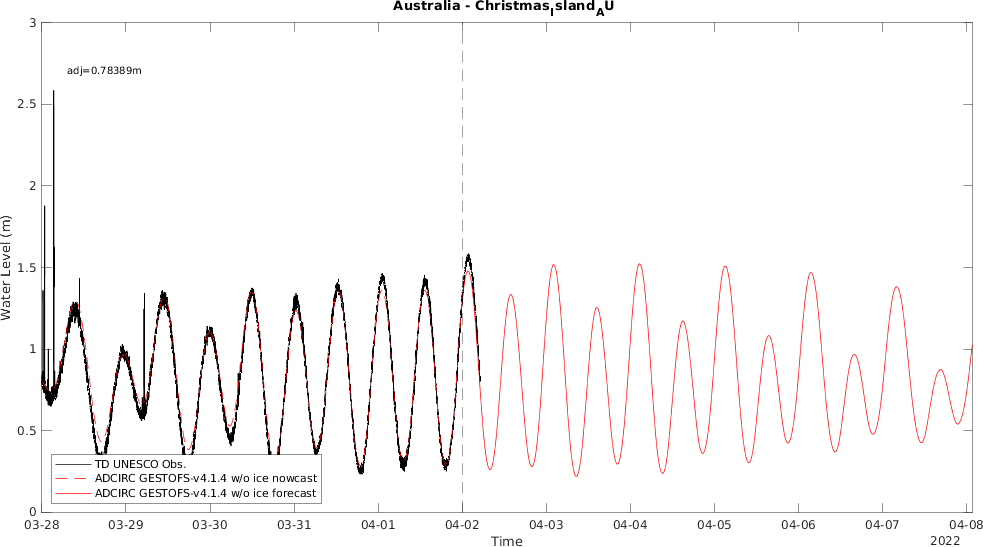 Australia - ChristmasIslandAU
adj=0.78389m
Water Level (m)
3
2.5
2
1.5
1
0.5
0
TD UNESCO Obs.
ADCIRC GESTOFS-v4.1.4 w/o ice nowcast
ADCIRC GESTOFS-v4.1.4 w/o ice forecast
03-28 03-29 03-30 03-31 04-01 04-02 04-03 04-04 04-05 04-06 04-07 04-08
Time
2022